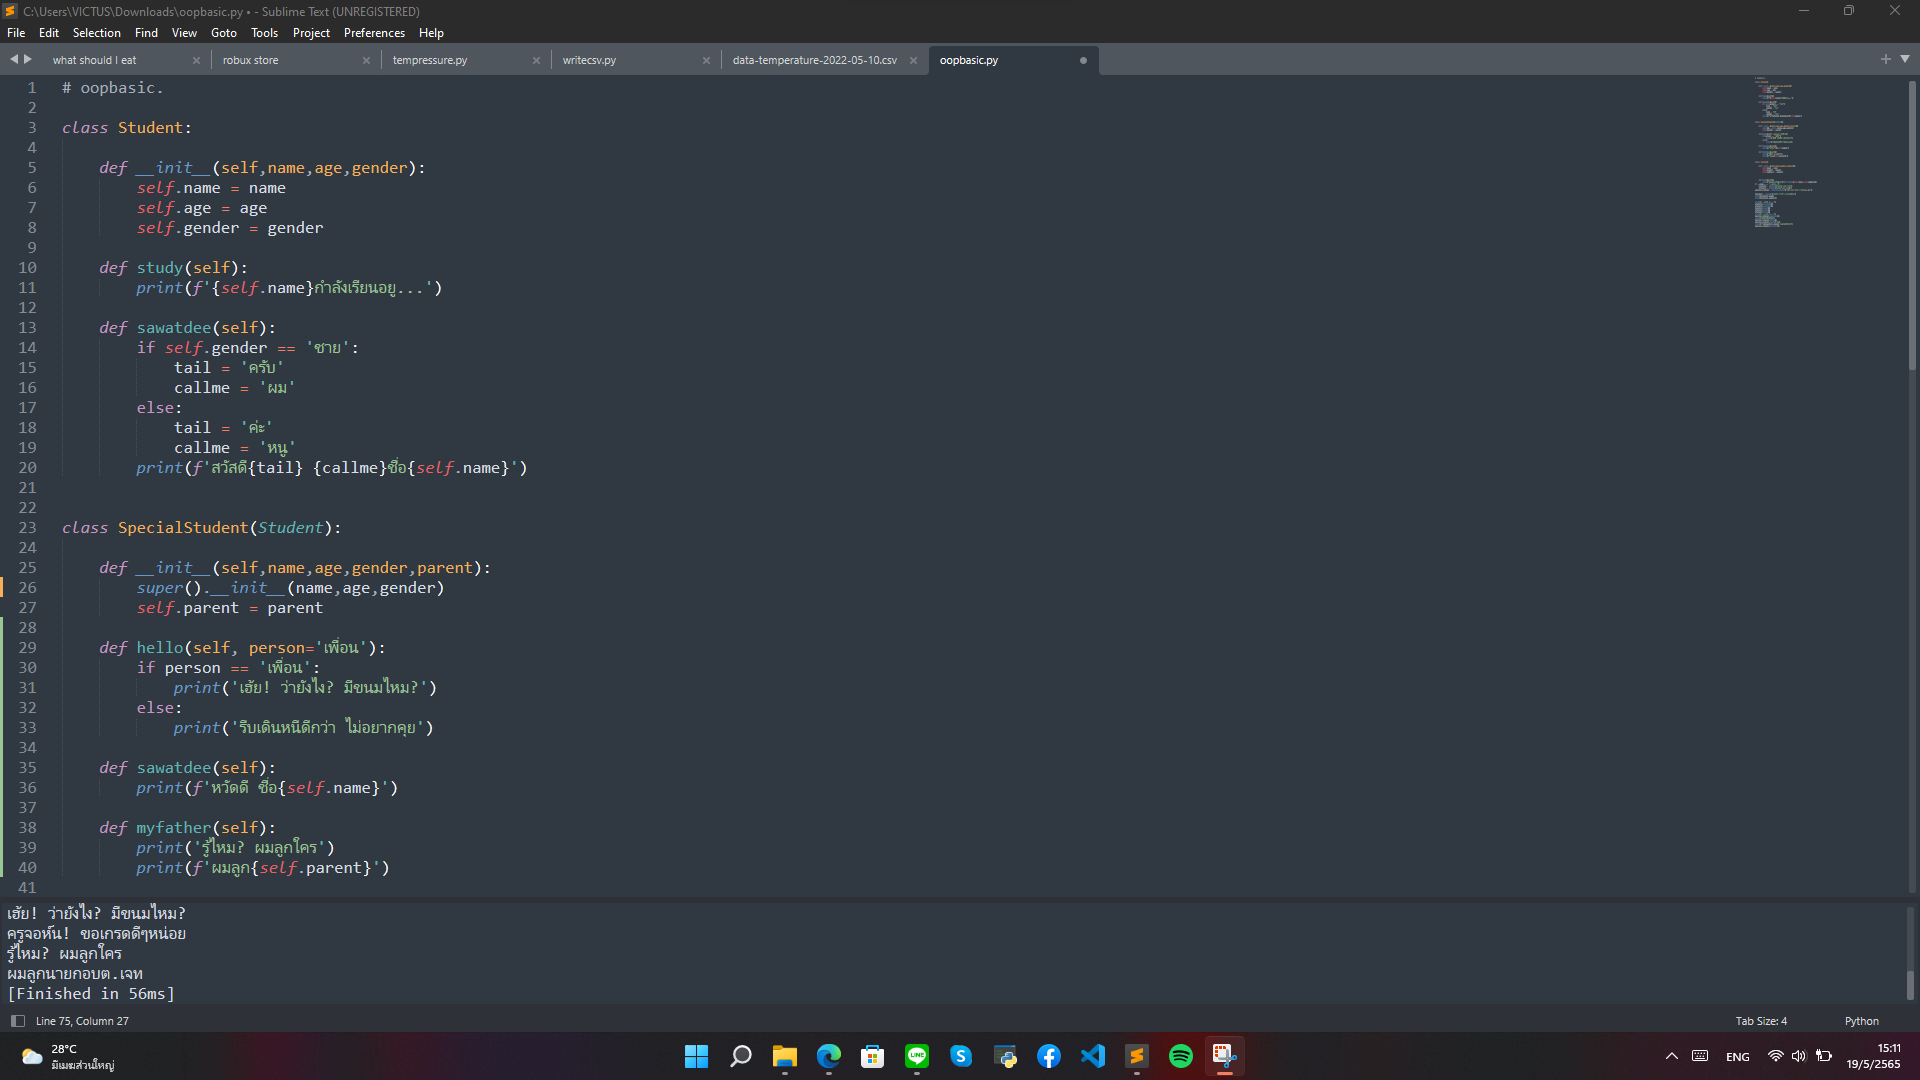 C:\Users\VICTUS\Downloads\oopbasic.py • - Sublime Text (UNREGISTERED)
File Edit Selection Find View Goto Tools Project Preferences Help
what should I eat robux store tempressure.py writecsv.py data-temperature-2022-05-10.csv oopbasic.py
1 # oopbasic.
2
3 class Student:
4
5 def __init__(self,name,age,gender):
6 self.name = name
7 self.age = age
8 self.gender = gender
9
10 def study(self):
11 print(f'{self.name}กำลังเรียนอยู่...')
12
13 def sawatdee(self):
14 if self.gender == 'ชาย':
15 tail = 'ครับ'
16 callme = 'ผม'
17 else:
18 tail = 'ค่ะ'
19 callme = 'หนู'
20 print(f'สวัสดี{tail} {callme}ชื่อ{self.name}')
21
22
23 class SpecialStudent(Student):
24
25 def __init__(self,name,age,gender,parent):
26 super().__init__(name,age,gender)
27 self.parent = parent
28
29 def hello(self, person='เพื่อน'):
30 if person == 'เพื่อน':
31 print('เฮ้ย! ว่ายังไง? มีขนมไหม?')
32 else:
33 print('รีบเดินหนีดีกว่า ไม่อยากคุย')
34
35 def sawatdee(self):
36 print(f'หวัดดี ชื่อ{self.name}')
37
38 def myfather(self):
39 print('รู้ไหม? ผมลูกใคร')
40 print(f'ผมลูก{self.parent}')
41
เฮ้ย! ว่ายังไง? มีขนมไหม?
ครูจอห์น! ขอเกรดดีๆหน่อย
รู้ไหม? ผมลูกใคร
ผมลูกนายกอบต.เจท
[Finished in 56ms]
Line 75, Column 27 Tab Size: 4 Python
28°C
มีเมฆส่วนใหญ่
LINE
ENG
15:11
19/5/2565